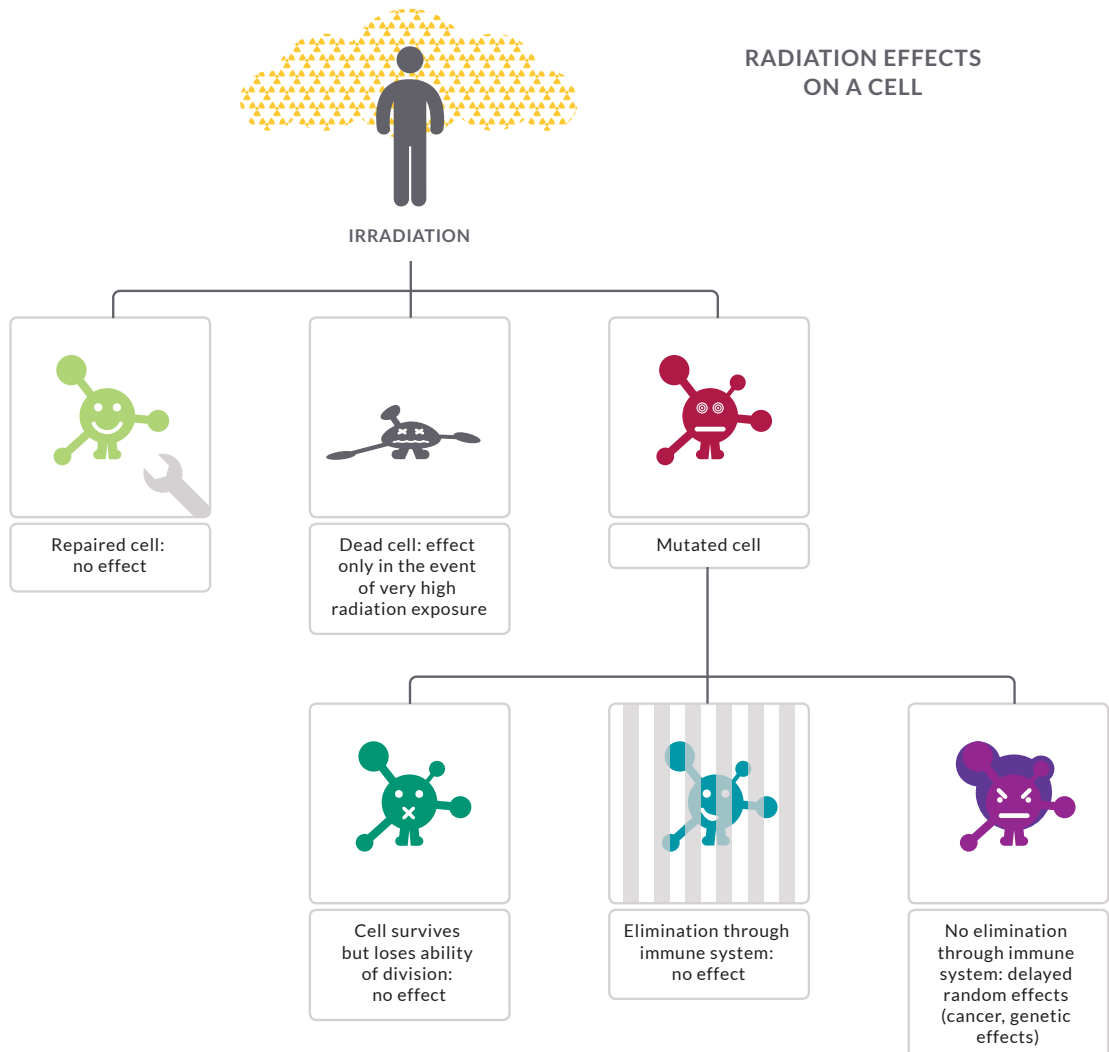 RADIATION EFFECTS
ON A CELL
IRRADIATION
Repaired cell:
no effect
Dead cell: effect
only in the event
of very high
radiation exposure
Mutated cell
Cell survives
but loses ability
of division:
no effect
Elimination through
immune system:
no effect
No elimination
through immune
system: delayed
random effects
(cancer, genetic
effects)